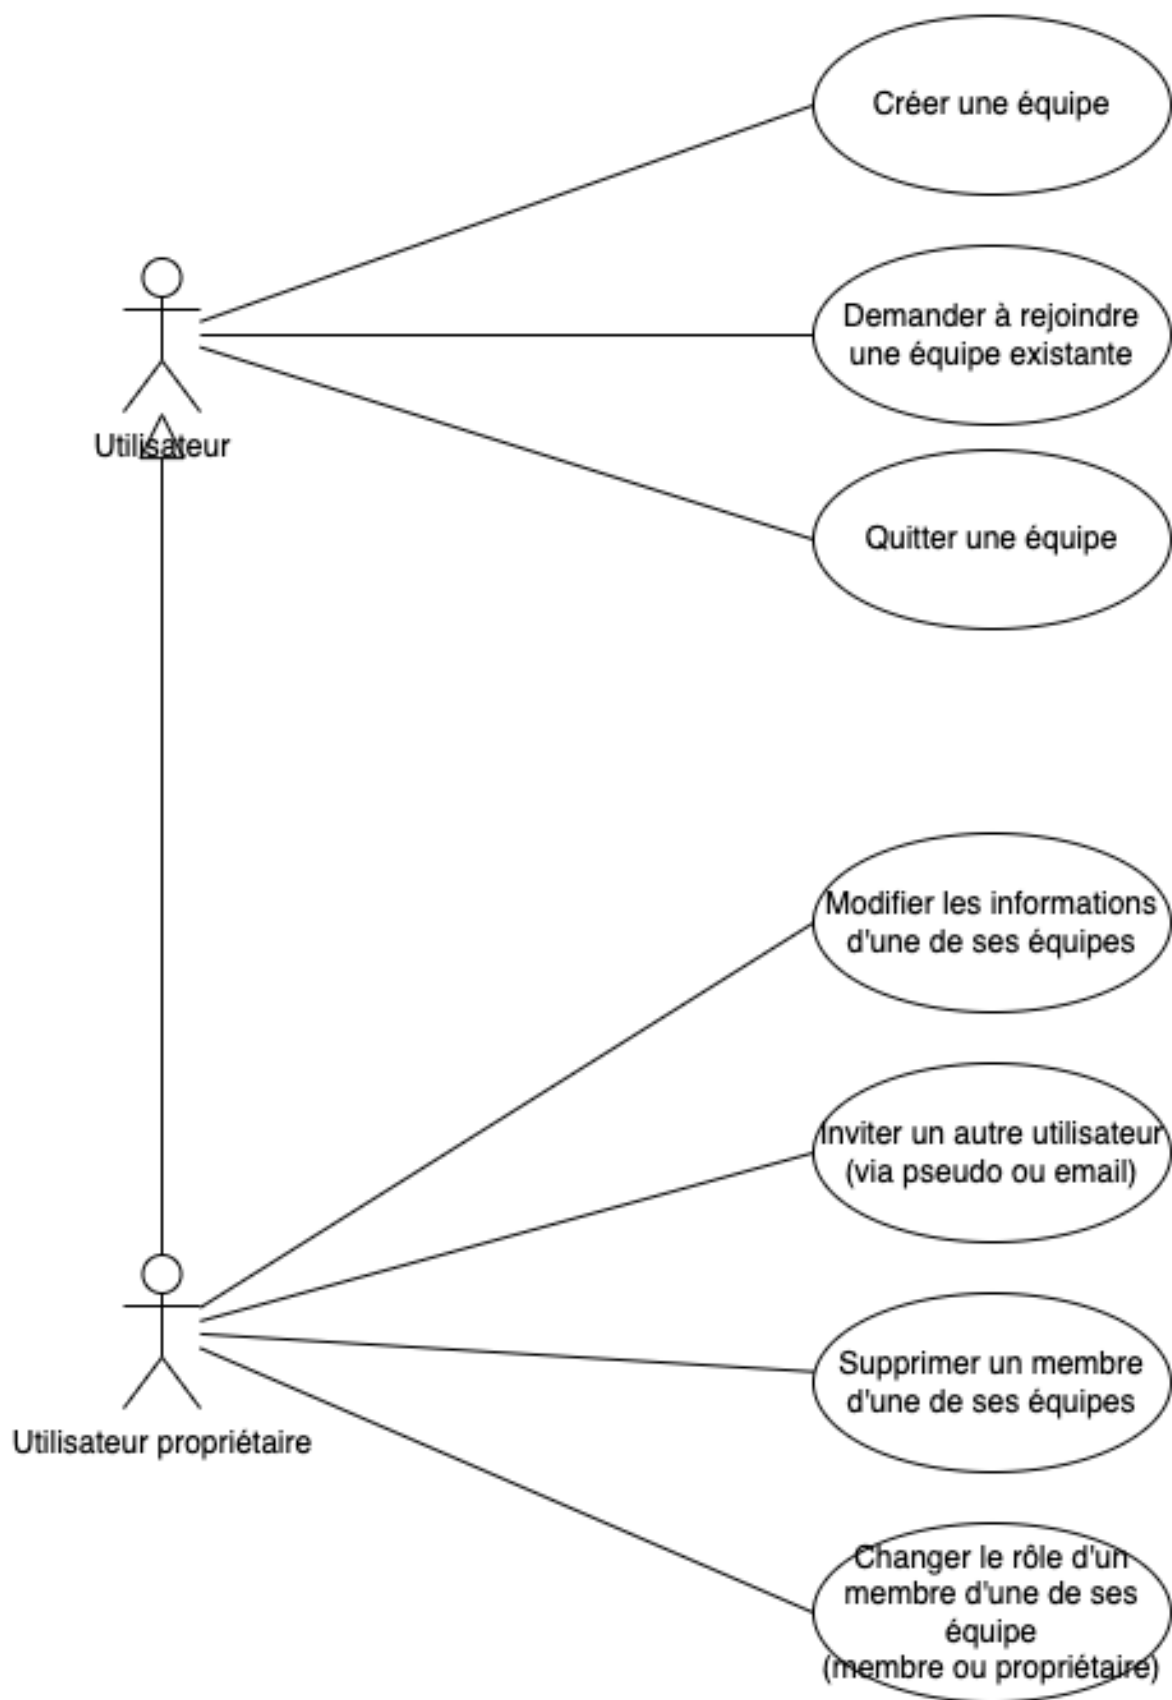 Créer une équipe
Demander à rejoindre
une équipe existante
Utilisateur
Quitter une équipe
Modifier les informations
d'une de ses équipes
Inviter un autre utilisateur
(via pseudo ou email)
Supprimer un membre
d'une de ses équipes
Utilisateur propriétaire
Changer le rôle d'un
membre d'une de ses
équipe
(membre ou propriétaire)